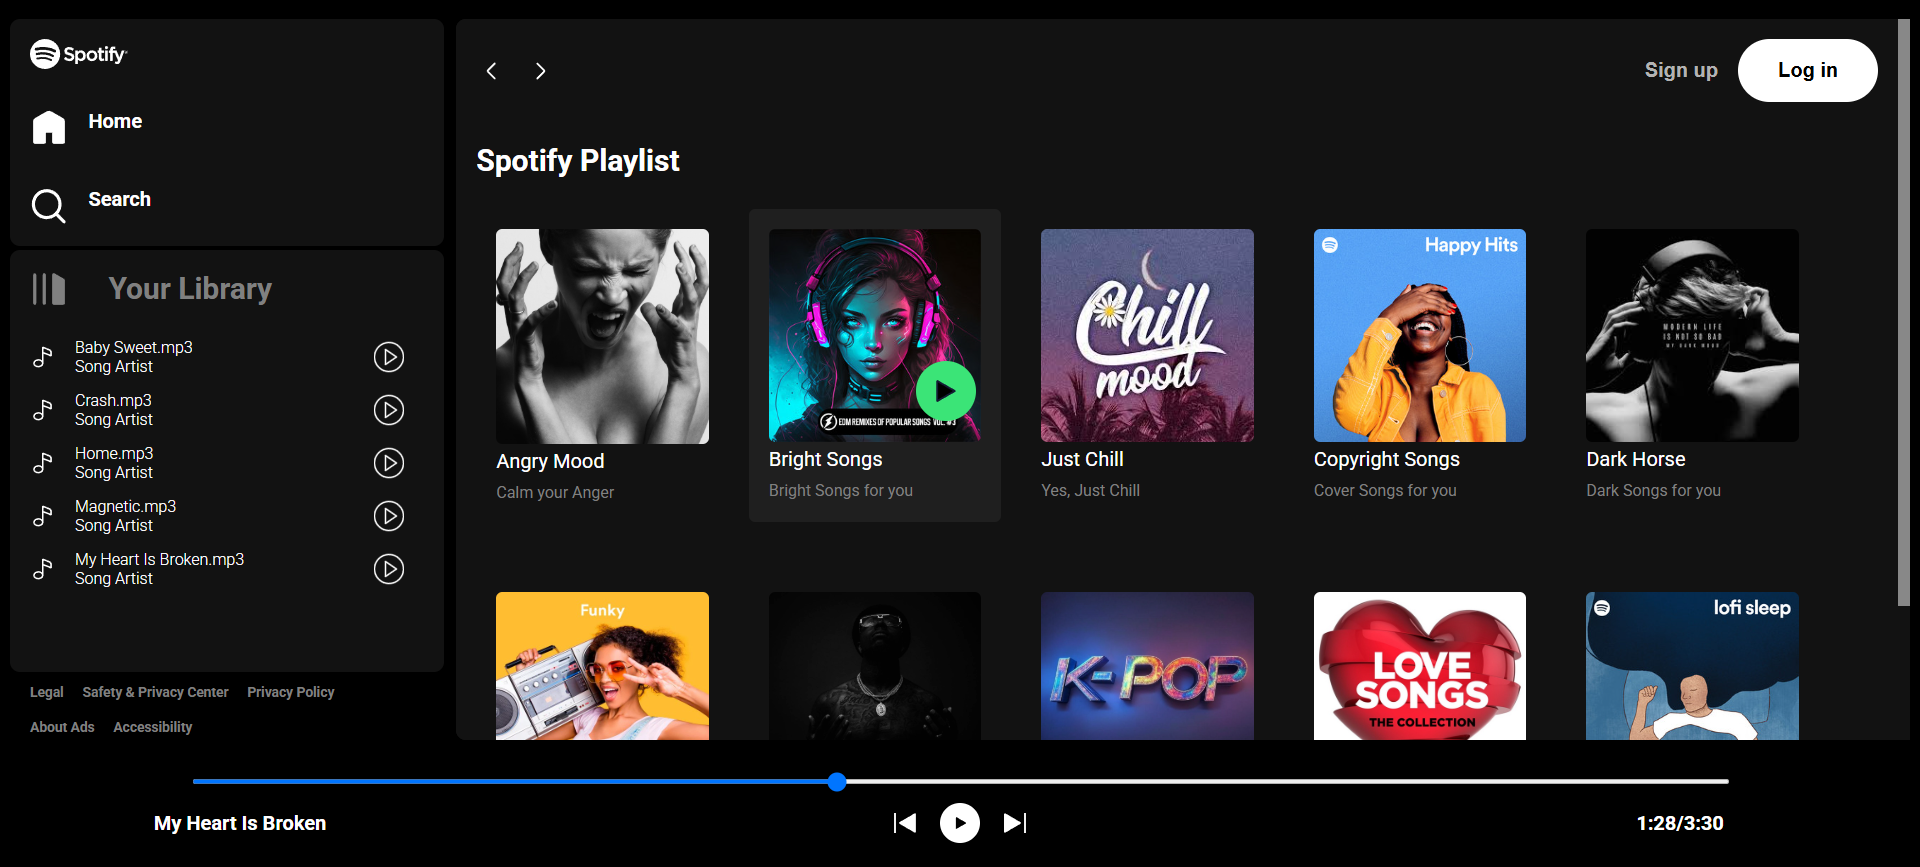 Spotify
Home
Search
Your Library
Baby Sweet.mp3
Song Artist
Crash.mp3
Song Artist
Home.mp3
Song Artist
Magnetic.mp3
Song Artist
My Heart Is Broken.mp3
Song Artist
Legal Safety & Privacy Center Privacy Policy
About Ads Accessibility
Sign up Log in
Spotify Playlist
Angry Mood
Calm your Anger
EDM REMIXES OF POPULAR SONGS VOL. #3
Bright Songs
Bright Songs for you
Chill
mood
Just Chill
Yes, Just Chill
Happy Hits
Copyright Songs
Cover Songs for you
MODERN LIFE
IS NOT SO BAD
MY DARK MOOD
Dark Horse
Dark Songs for you
Funky
K-POP
LOVE
SONGS
THE COLLECTION
lofi sleep
My Heart Is Broken
1:28/3:30